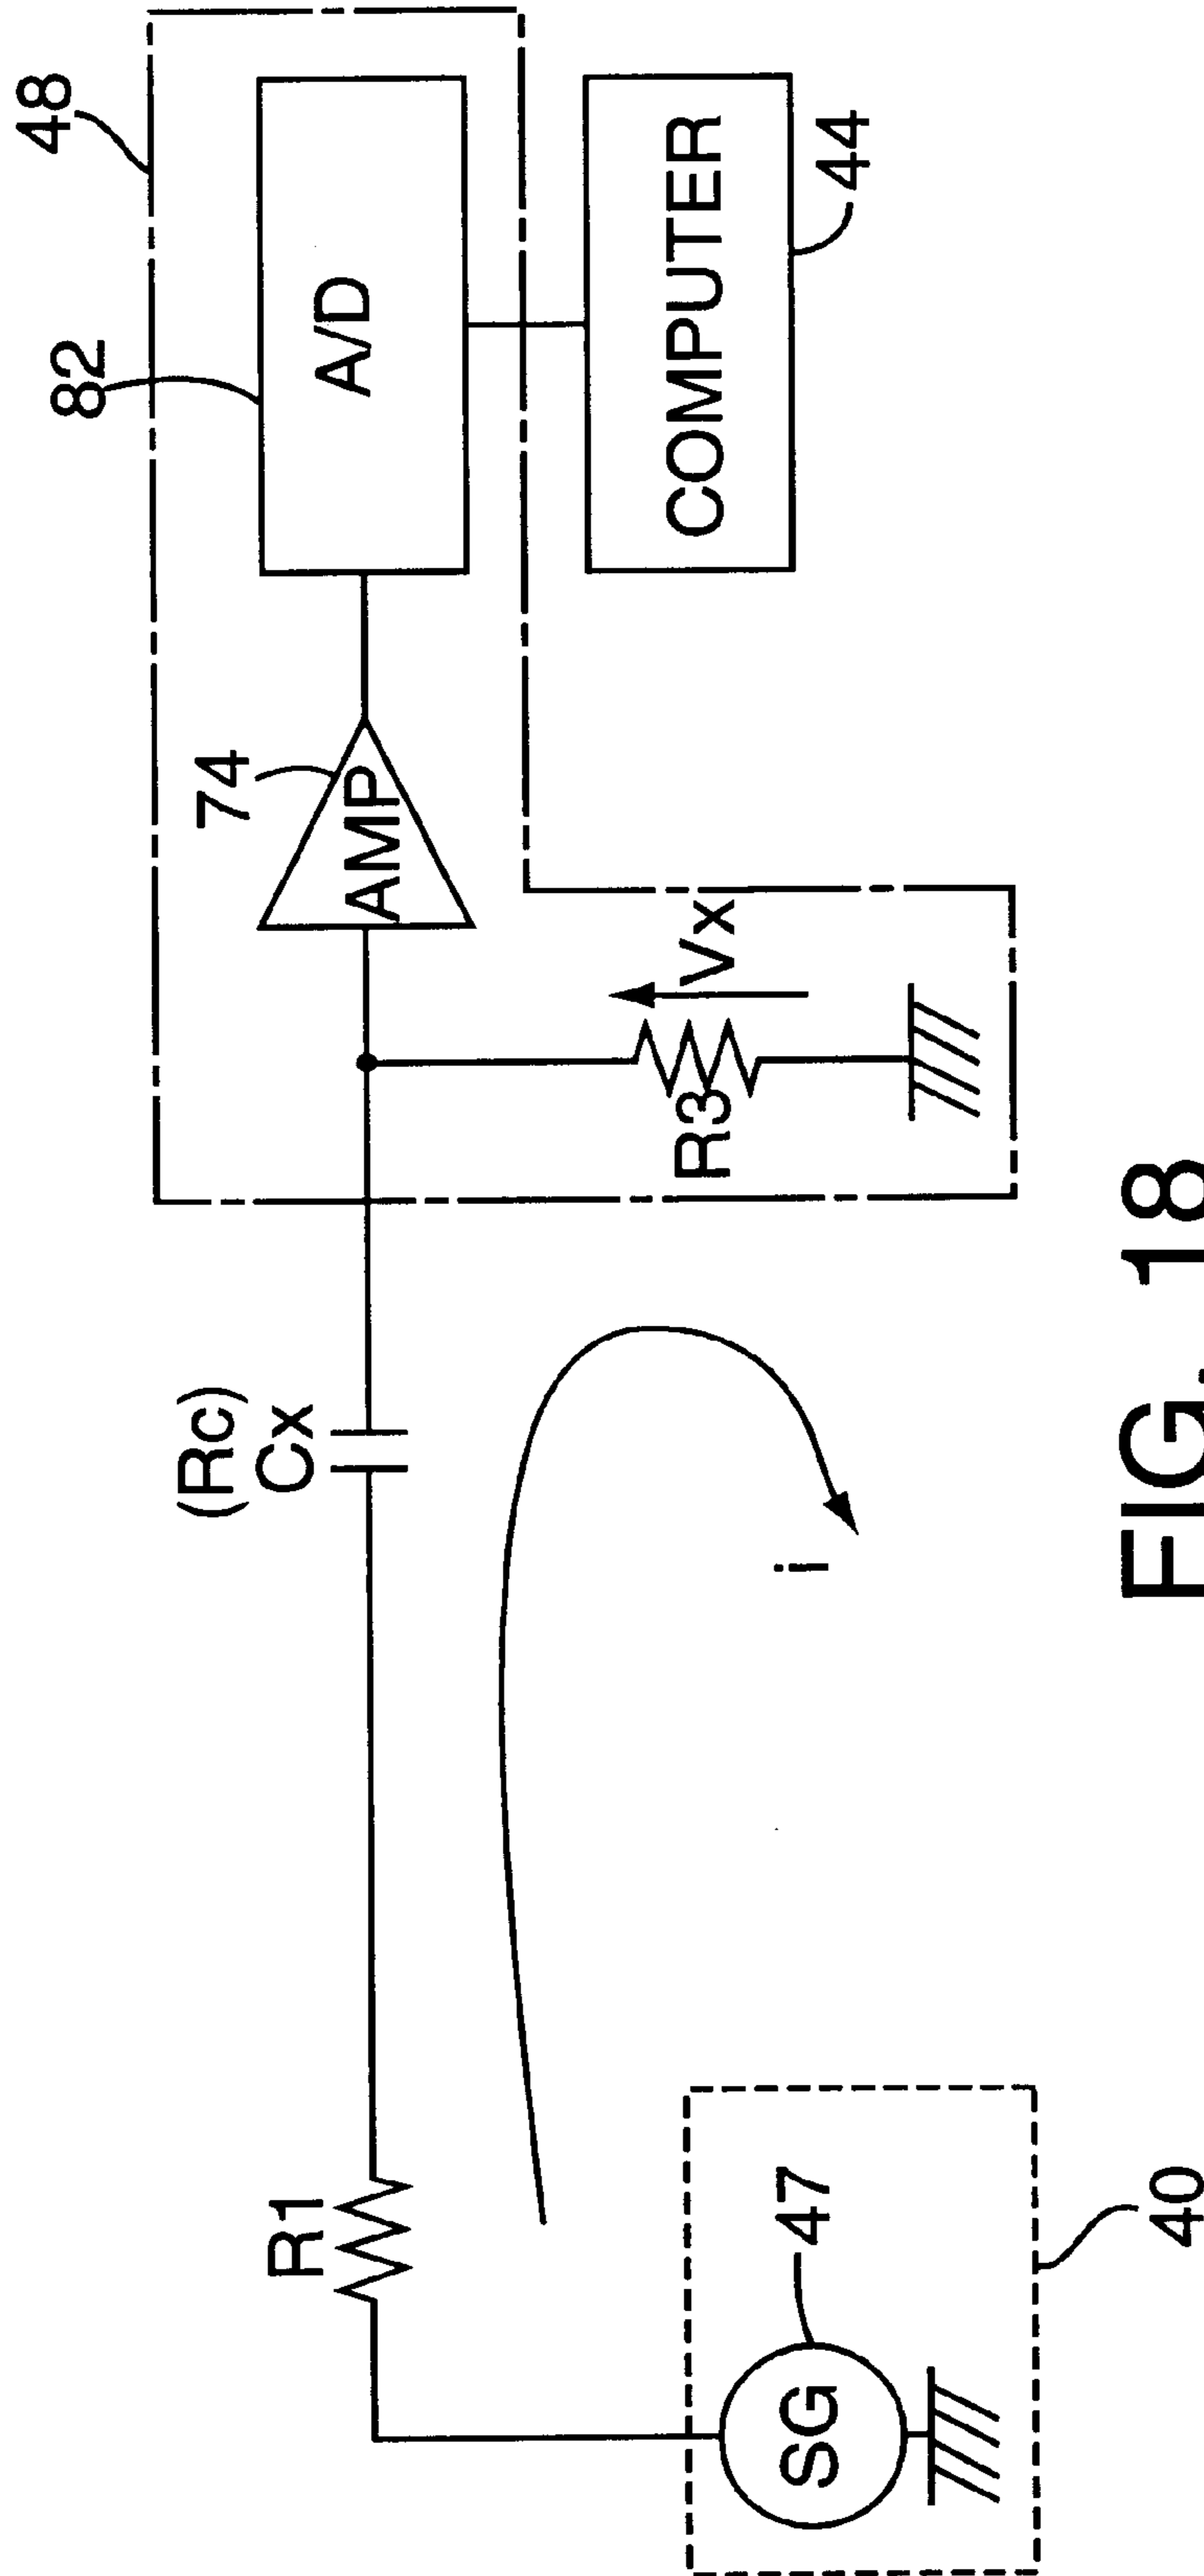 48
82
A/D
COMPUTER
44
74
AMP
Vx
R3
(Rc)
Cx
i
R1
SG
47
40
FIG. 18